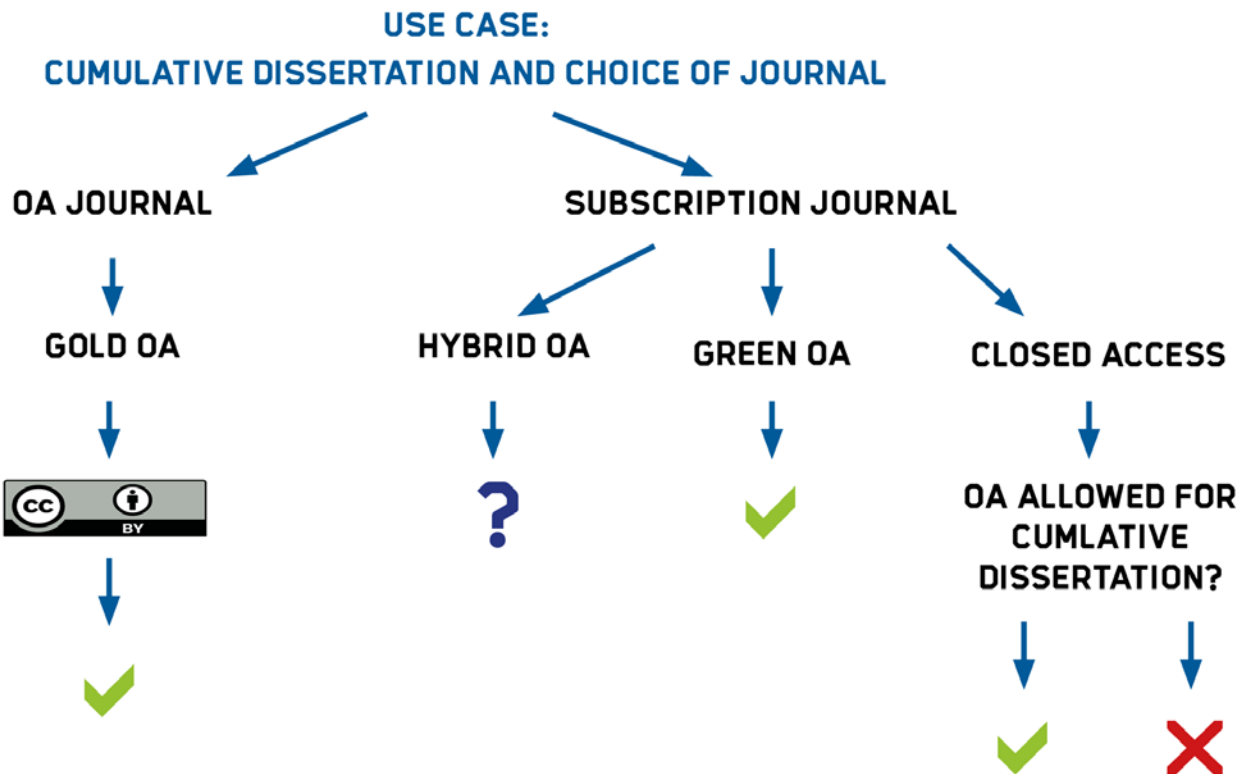 USE CASE:
CUMULATIVE DISSERTATION AND CHOICE OF JOURNAL
OA JOURNAL
SUBSCRIPTION JOURNAL
GOLD OA
HYBRID OA
GREEN OA
CLOSED ACCESS
CC
BY
?
OA ALLOWED FOR
CUMLATIVE
DISSERTATION?